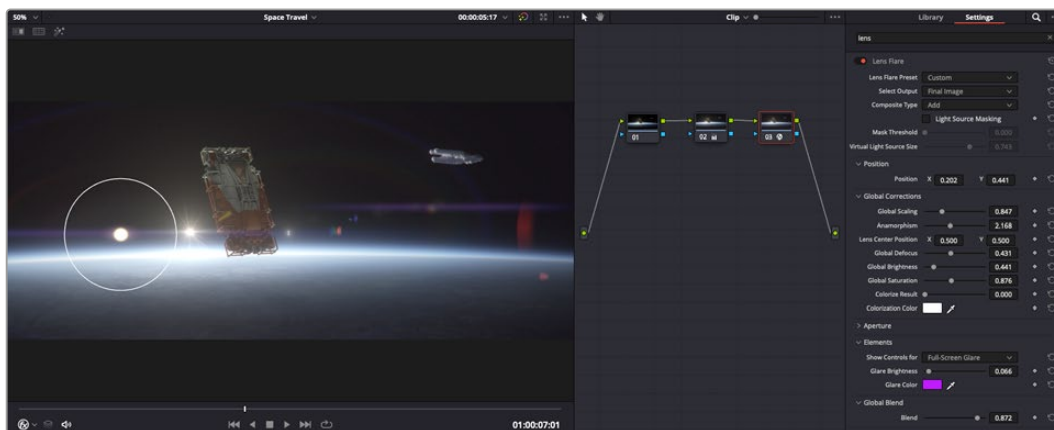 50%
Space Travel
00:00:05:17
Clip
Library
Settings
lens
Lens Flare
Lens Flare Preset Custom
Select Output Final Image
Composite Type Add
Light Source Masking
Mask Threshold 0.000
Virtual Light Source Size 0.743
Position
Position X 0.202 Y 0.441
Global Corrections
Global Scaling 0.847
Anamorphism 2.168
Lens Center Position X 0.500 Y 0.500
Global Defocus 0.431
Global Brightness 0.441
Global Saturation 0.876
Colorize Result 0.000
Colorization Color
Aperture
Elements
Show Controls for Full-Screen Glare
Glare Brightness 0.066
Glare Color
Global Blend
Blend 0.872
01
02
03
fx
01:00:07:01